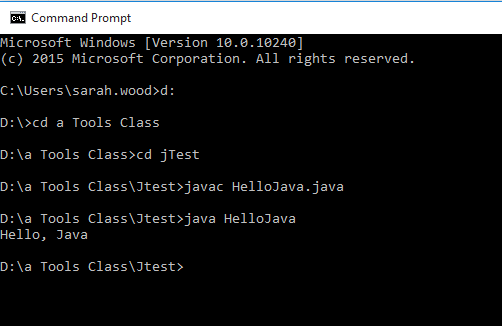 Command Prompt
Microsoft Windows [Version 10.0.10240]
(c) 2015 Microsoft Corporation. All rights reserved.
C:\Users\sarah.wood>d:
D:\>cd a Tools Class
D:\a Tools Class>cd jTest
D:\a Tools Class\Jtest>javac HelloJava.java
D:\a Tools Class\Jtest>java HelloJava
Hello, Java
D:\a Tools Class\Jtest>